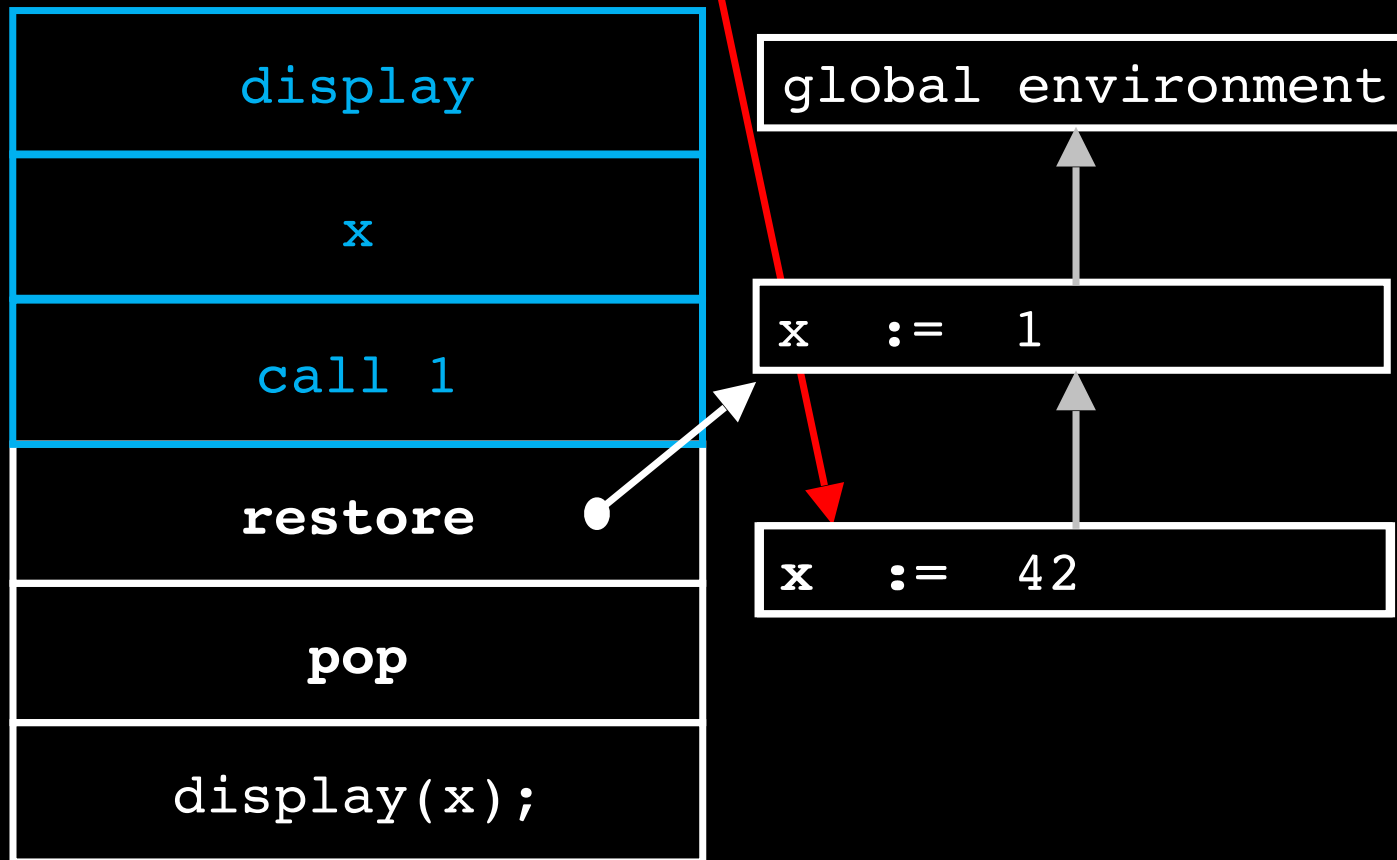 display
x
call 1
restore
pop
display(x);
global environment
x := 1
x := 42